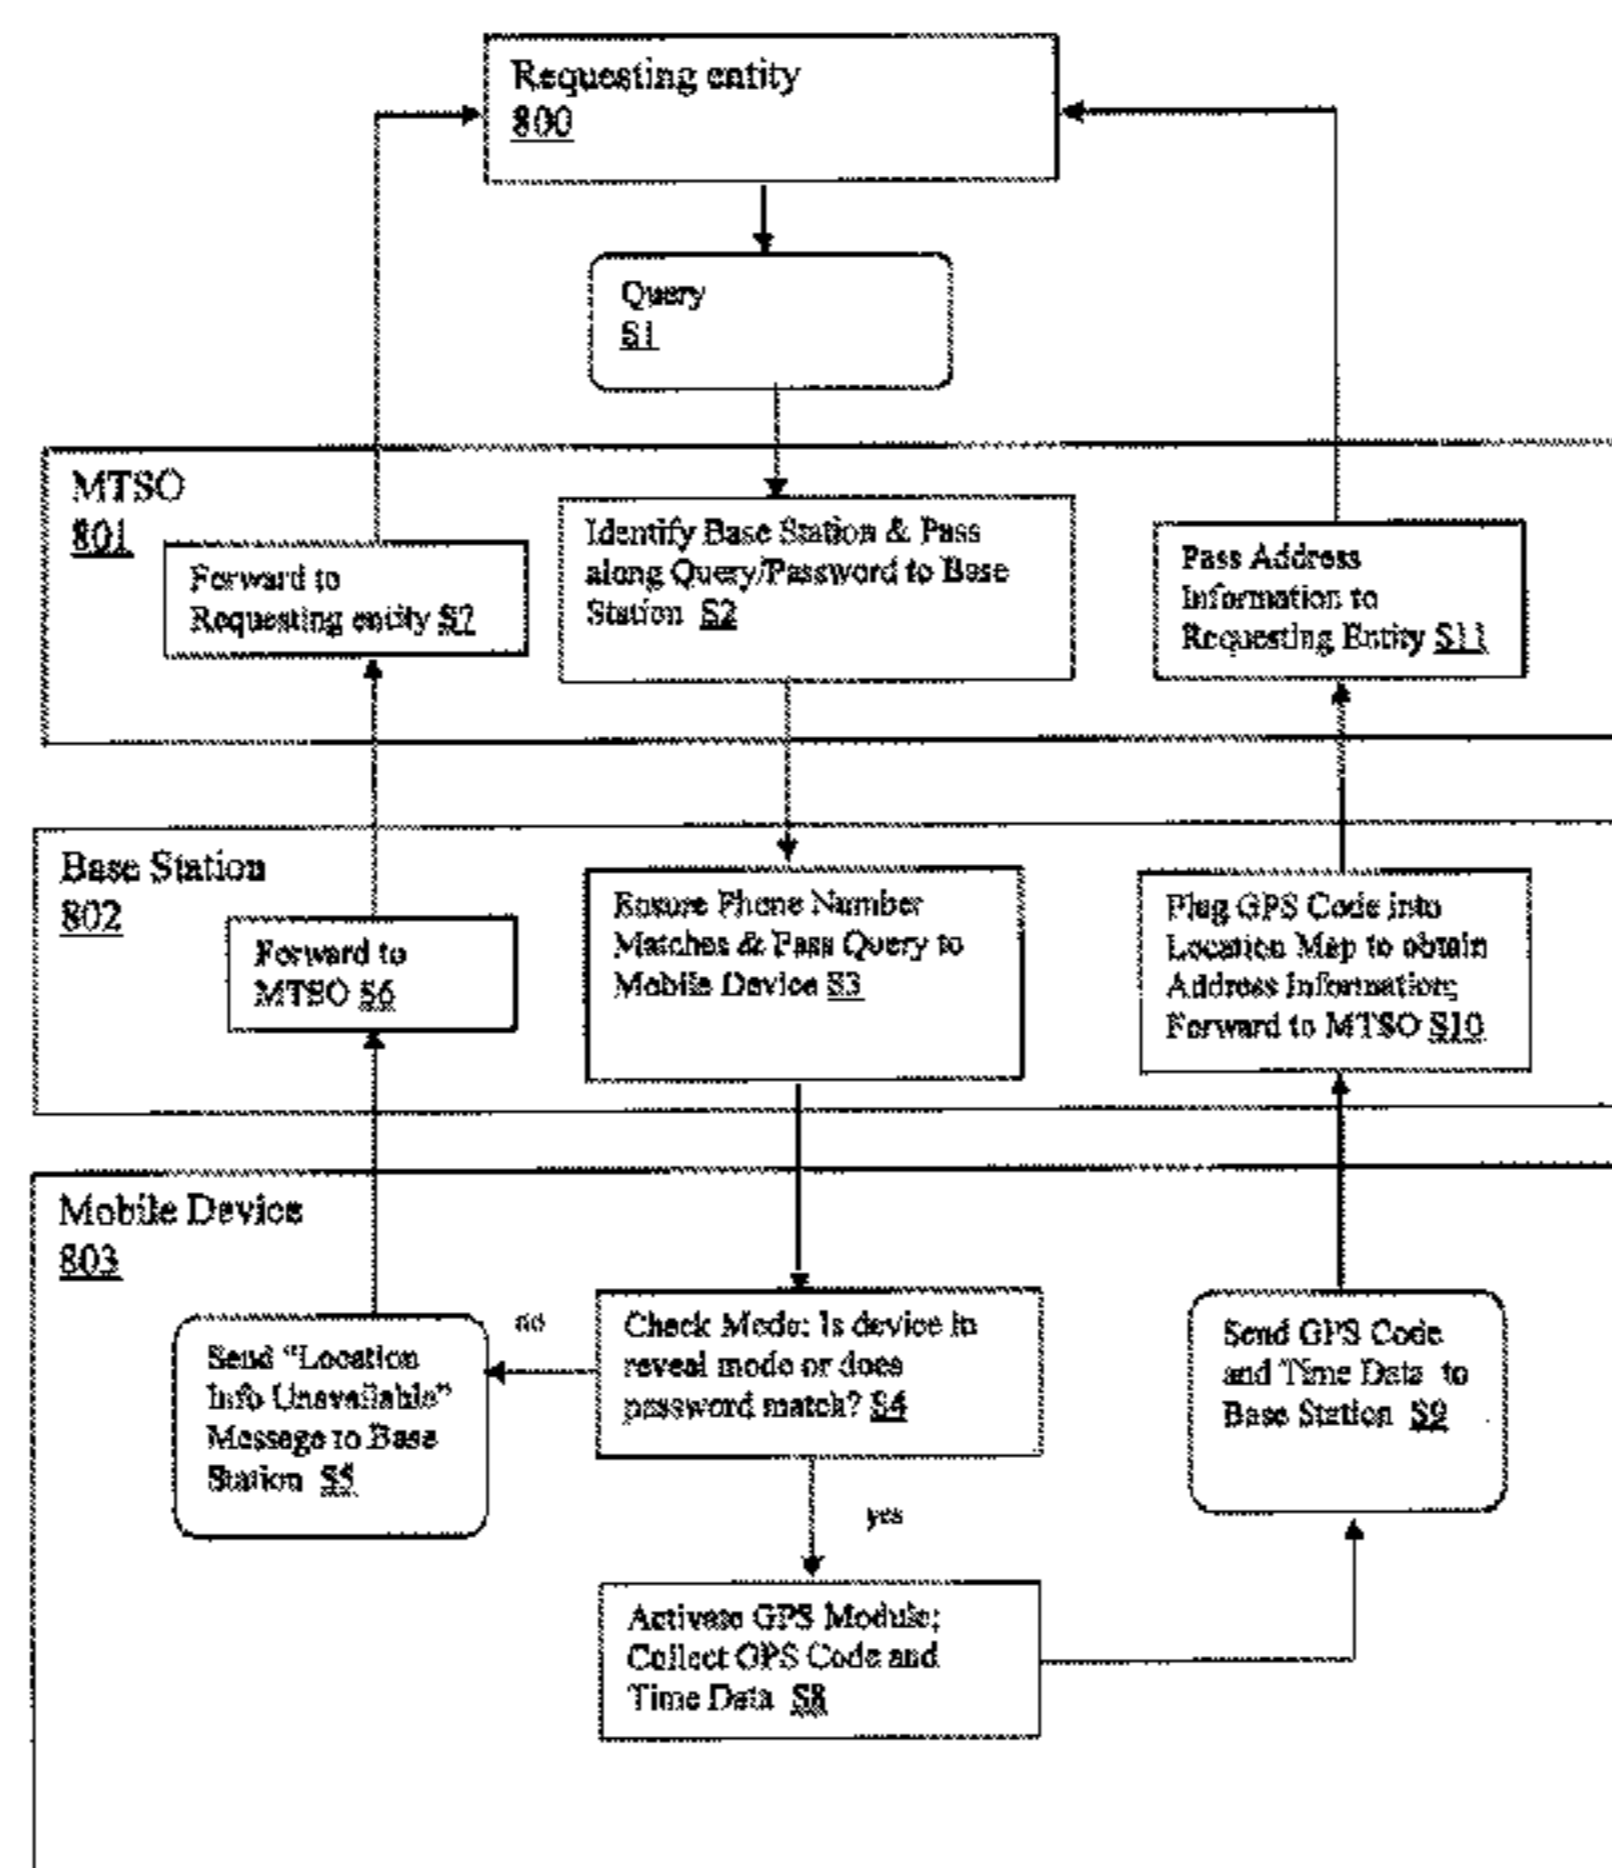 Requesting entity
800
Query
S1
MTSO
801
Forward to
Requesting entity S7
Identify Base Station & Pass
along Query/Password to Base
Station S2
Pass Address
Information to
Requesting Entity S11
Base Station
802
Forward to
MTSO S6
Ensure Phone Number
Matches & Pass Query to
Mobile Device S3
Plug GPS Code into
Location Map to obtain
Address Information;
Forward to MTSO S10
Mobile Device
803
Send “Location
Info Unavailable”
Message to Base
Station S5
no
Check Mode: Is device in
reveal mode or does
password match? S4
yes
Send GPS Code
and Time Data to
Base Station S9
Activate GPS Module;
Collect GPS Code and
Time Data S8